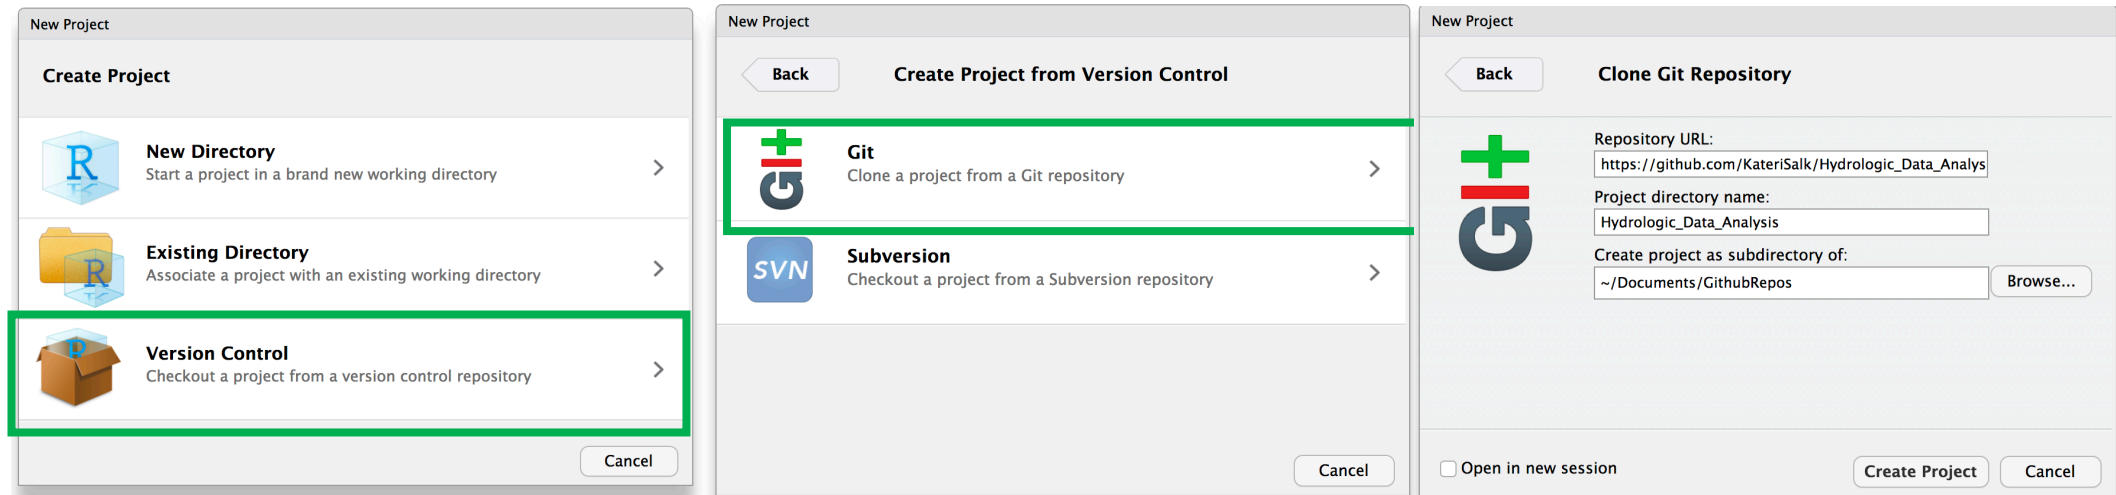 New Project
Create Project
R
New Directory
Start a project in a brand new working directory
R
Existing Directory
Associate a project with an existing working directory
R
Version Control
Checkout a project from a version control repository
Cancel
New Project
Back
Create Project from Version Control
Git
Git
Clone a project from a Git repository
SVN
Subversion
Checkout a project from a Subversion repository
Cancel
New Project
Back
Clone Git Repository
Git
Repository URL:
https://github.com/KateriSalk/Hydrologic_Data_Analys
Project directory name:
Hydrologic_Data_Analysis
Create project as subdirectory of:
~/Documents/GithubRepos
Browse...
Open in new session
Create Project
Cancel